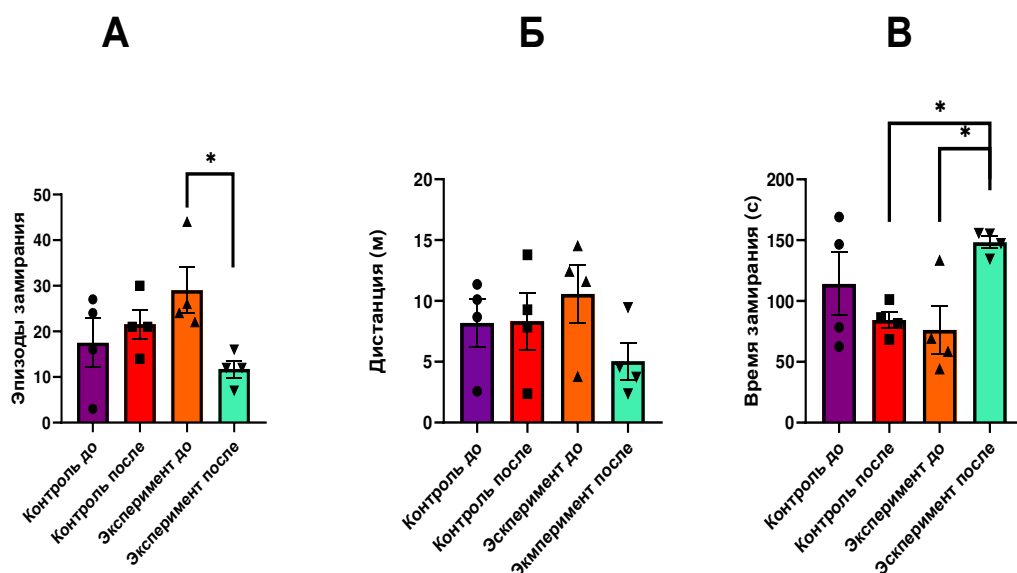 А
Б
В
Эпизоды замирания
50
40
30
20
10
0
*
Контроль до
Контроль после
Эксперимент до
Эксперимент после
Дистанция (м)
20
15
10
5
0
Контроль до
Контроль после
Эскперимент до
Экмперимент после
Время замирания (с)
200
150
100
50
0
*
*
Контроль до
Контроль после
Эксперимент до
Эскперимент после